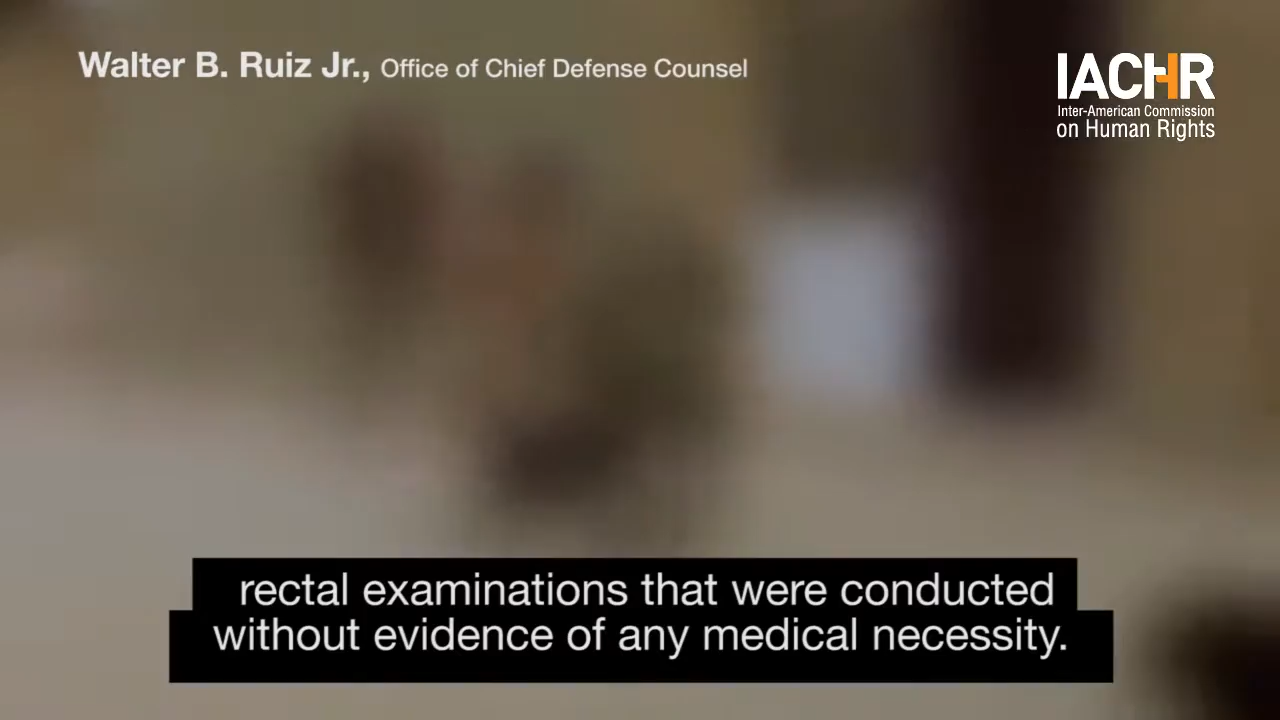 Walter B. Ruiz Jr., Office of Chief Defense Counsel
IACHR
Inter-American Commission
on Human Rights
rectal examinations that were conducted
without evidence of any medical necessity.